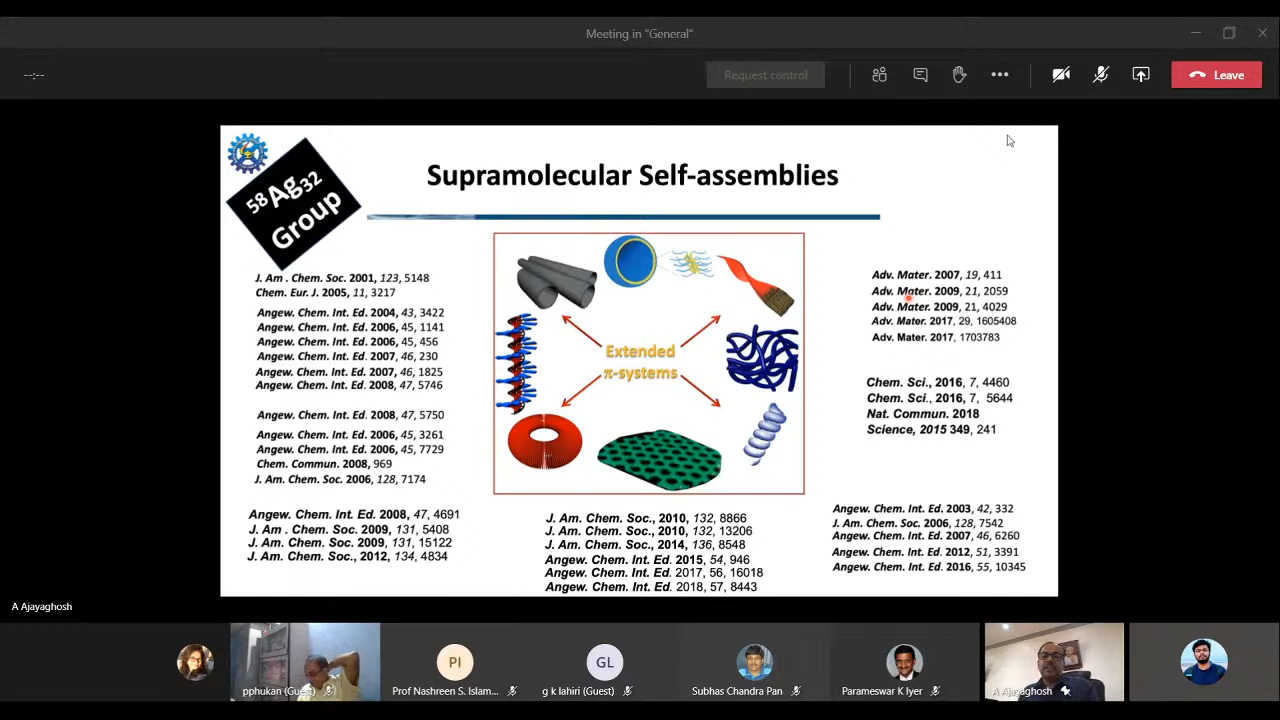 Meeting in "General"
--:--
Request control
Leave
58Ag32
Group
Supramolecular Self-assemblies
J. Am . Chem. Soc. 2001, 123, 5148
Chem. Eur. J. 2005, 11, 3217
Angew. Chem. Int. Ed. 2004, 43, 3422
Angew. Chem. Int. Ed. 2006, 45, 1141
Angew. Chem. Int. Ed. 2006, 45, 456
Angew. Chem. Int. Ed. 2007, 46, 230
Angew. Chem. Int. Ed. 2007, 46, 1825
Angew. Chem. Int. Ed. 2008, 47, 5746
Angew. Chem. Int. Ed. 2008, 47, 5750
Angew. Chem. Int. Ed. 2006, 45, 3261
Angew. Chem. Int. Ed. 2006, 45, 7729
Chem. Commun. 2008, 969
J. Am. Chem. Soc. 2006, 128, 7174
Angew. Chem. Int. Ed. 2008, 47, 4691
J. Am . Chem. Soc. 2009, 131, 5408
J. Am. Chem. Soc. 2009, 131, 15122
J. Am. Chem. Soc., 2012, 134, 4834
Extended
π-systems
J. Am. Chem. Soc., 2010, 132, 8866
J. Am. Chem. Soc., 2010, 132, 13206
J. Am. Chem. Soc., 2014, 136, 8548
Angew. Chem. Int. Ed. 2015, 54, 946
Angew. Chem. Int. Ed. 2017, 56, 16018
Angew. Chem. Int. Ed. 2018, 57, 8443
Adv. Mater. 2007, 19, 411
Adv. Mater. 2009, 21, 2059
Adv. Mater. 2009, 21, 4029
Adv. Mater. 2017, 29, 1605408
Adv. Mater. 2017, 1703783
Chem. Sci., 2016, 7, 4460
Chem. Sci., 2016, 7, 5644
Nat. Commun. 2018
Science, 2015 349, 241
Angew. Chem. Int. Ed. 2003, 42, 332
J. Am. Chem. Soc. 2006, 128, 7542
Angew. Chem. Int. Ed. 2007, 46, 6260
Angew. Chem. Int. Ed. 2012, 51, 3391
Angew. Chem. Int. Ed. 2016, 55, 10345
A Ajayaghosh
pphukan (Guest)
PI
Prof Nashreen S. Islam...
GL
g k lahiri (Guest)
Subhas Chandra Pan
Parameswar K Iyer
A Ajayaghosh